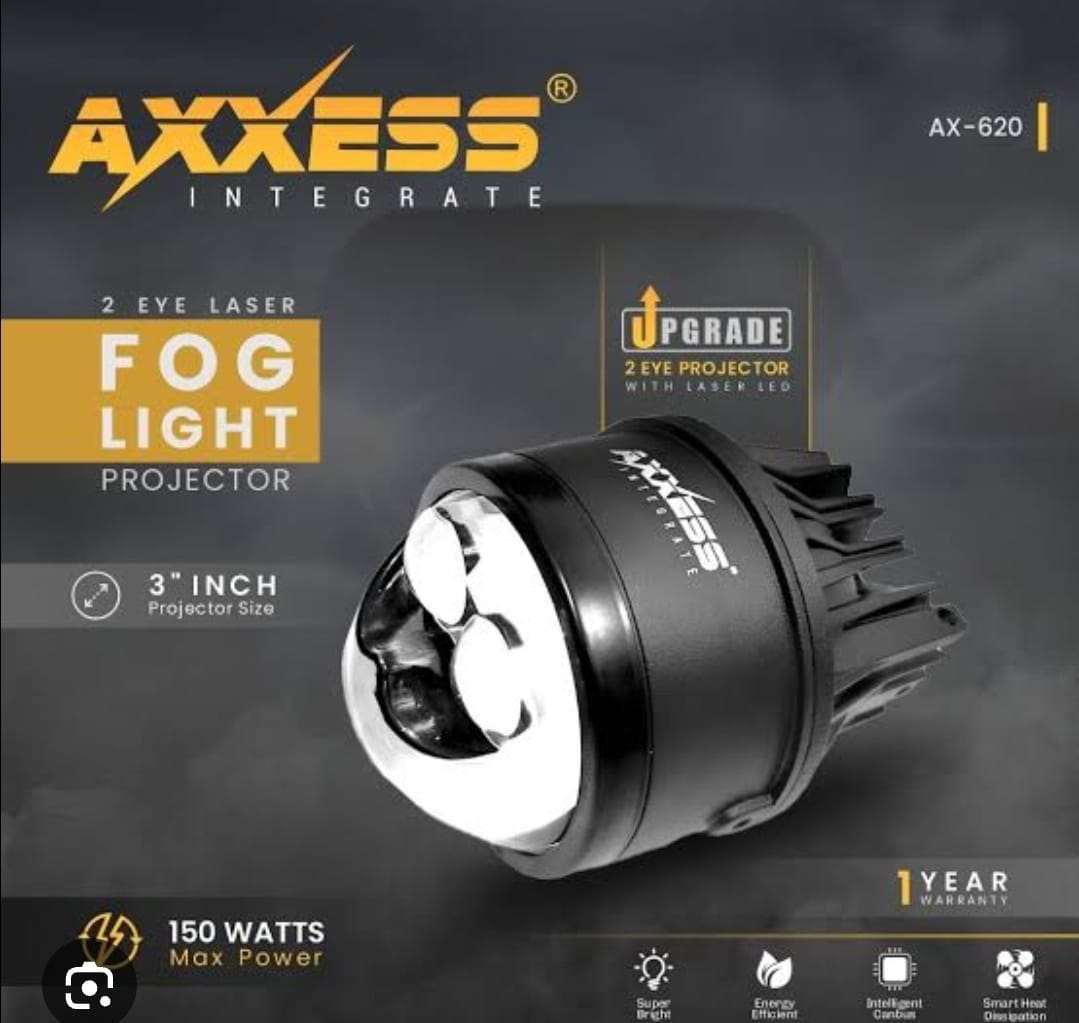 AXXESS®
INTEGRATE
AX-620
2 EYE LASER
FOG
LIGHT
PROJECTOR
UPGRADE
2 EYE PROJECTOR
WITH LASER LED
AXXESS
INTEGRATE
3" INCH
Projector Size
1 YEAR
WARRANTY
150 WATTS
Max Power
Super
Bright
Energy
Efficient
Intelligent
Canbus
Smart Heat
Dissipation